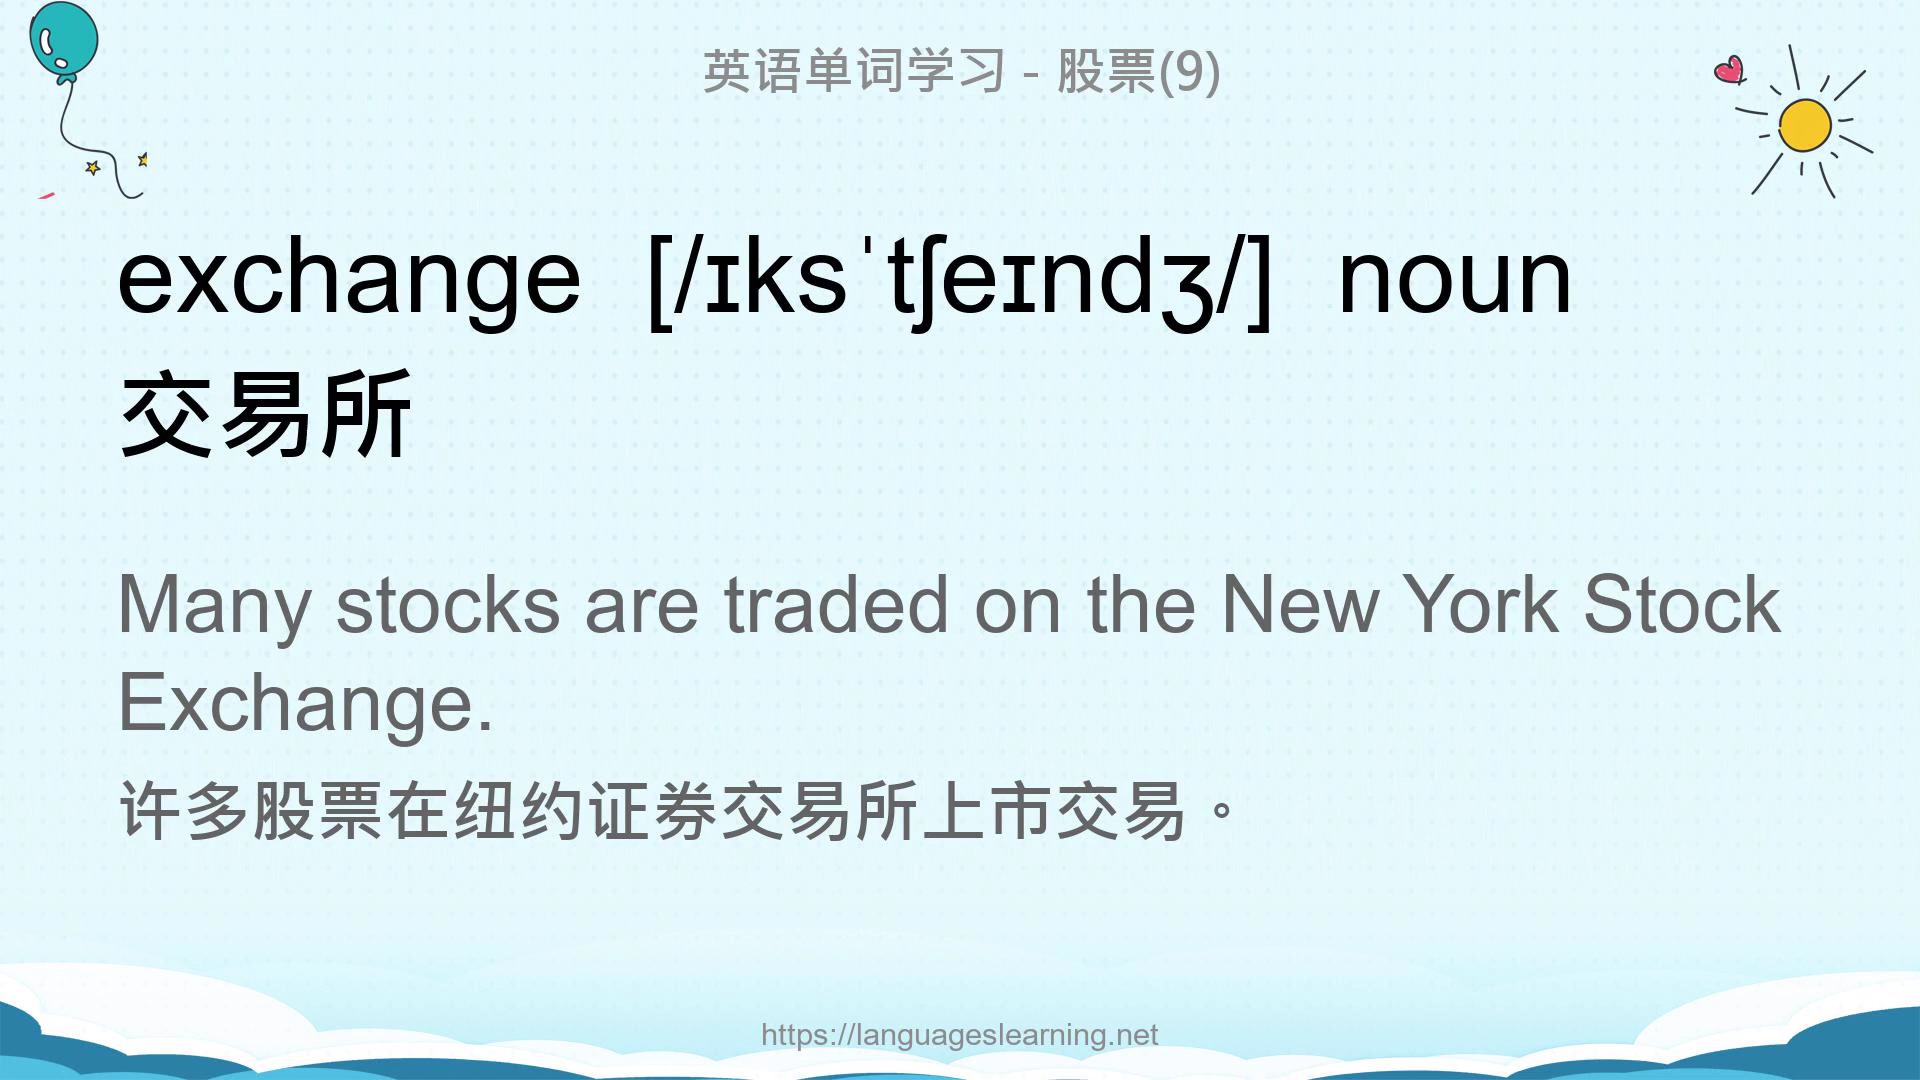 英语单词学习 - 股票(9)
exchange [/ɪksˈtʃeɪndʒ/] noun
交易所
Many stocks are traded on the New York Stock
Exchange.
许多股票在纽约证券交易所上市交易。
https://languageslearning.net